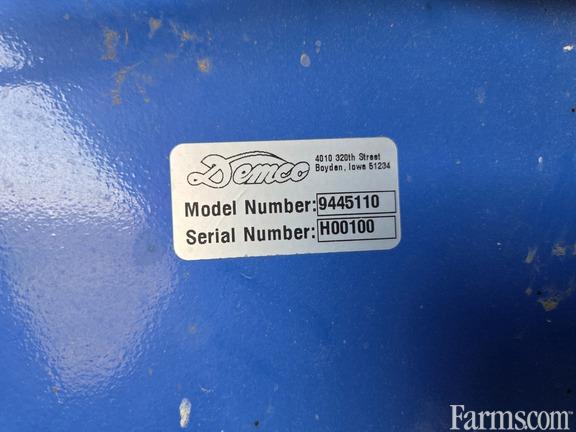 Demco
4010 320th Street
Boyden, Iowa 51234
Model Number: 9445110
Serial Number: H00100
Farms.com